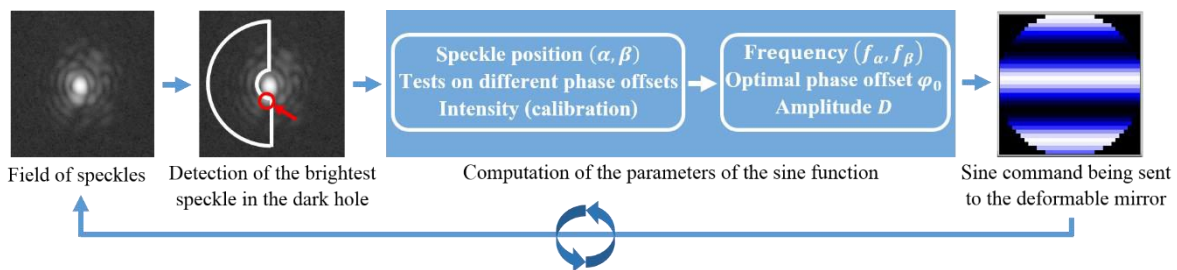 Speckle position (α, β)
Tests on different phase offsets
Intensity (calibration)
Frequency (fα, fβ)
Optimal phase offset φ0
Amplitude D
Field of speckles
Detection of the brightest
speckle in the dark hole
Computation of the parameters of the sine function
Sine command being sent
to the deformable mirror